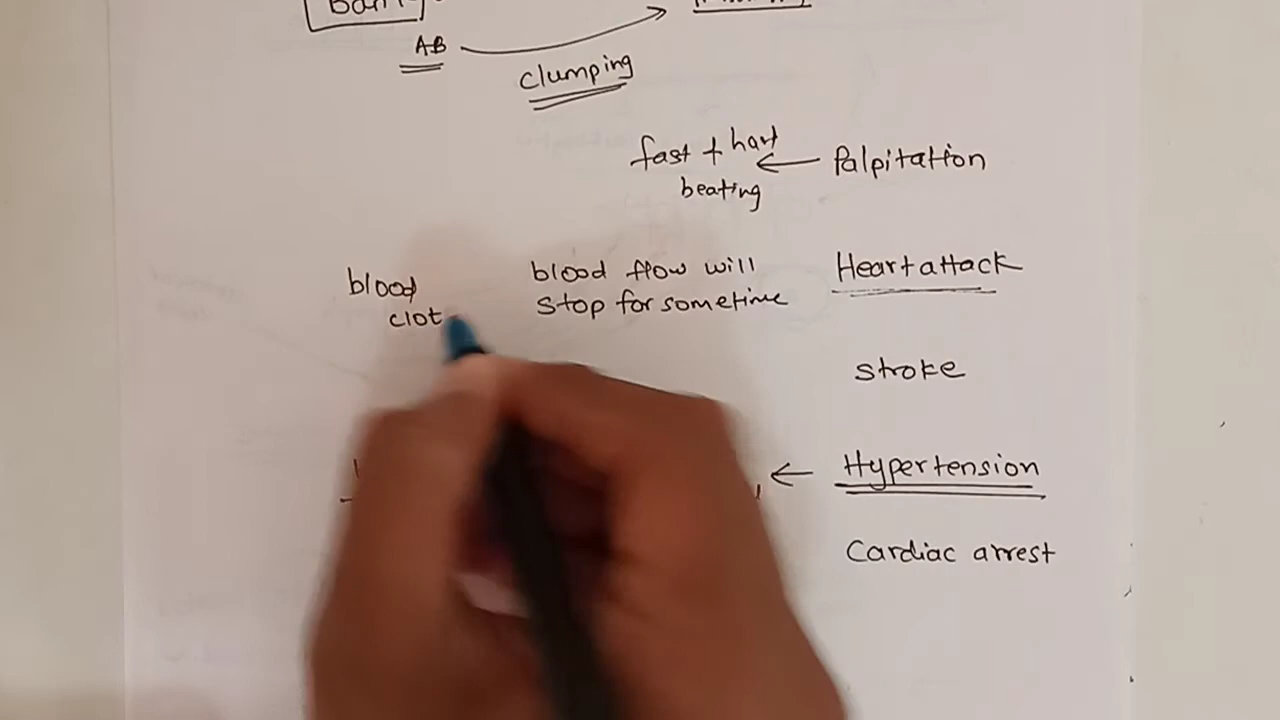 AB
clumping
fast + hart
beating
← Palpitation
blood
clot
blood flow will
stop for sometime
Heart attack
stroke
← Hypertension
Cardiac arrest